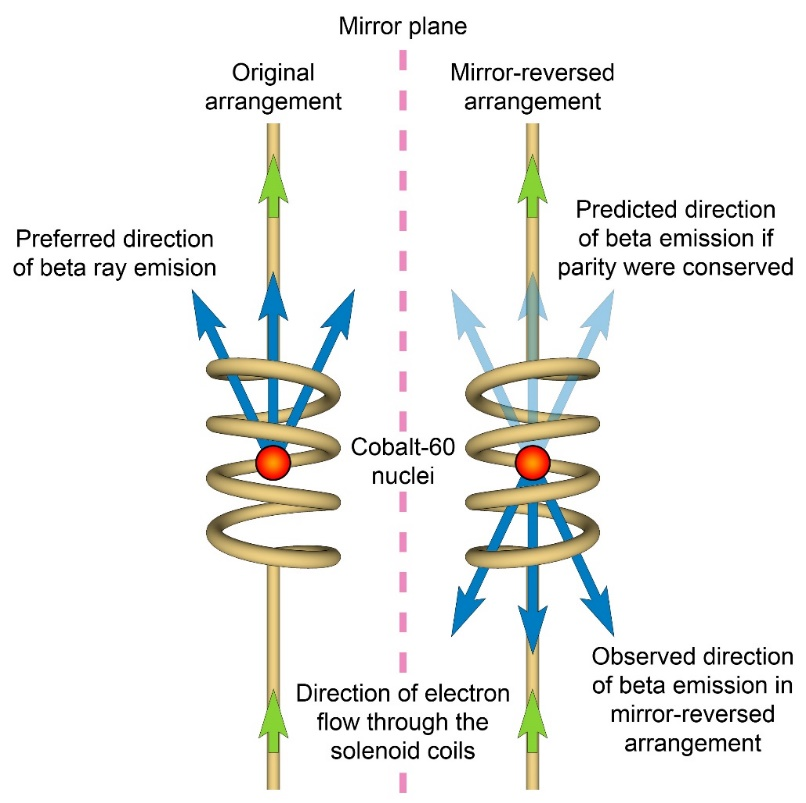 Mirror plane
Original
arrangement
Mirror-reversed
arrangement
Preferred direction
of beta ray emision
Predicted direction
of beta emission if
parity were conserved
Cobalt-60
nuclei
Direction of electron
flow through the
solenoid coils
Observed direction
of beta emission in
mirror-reversed
arrangement